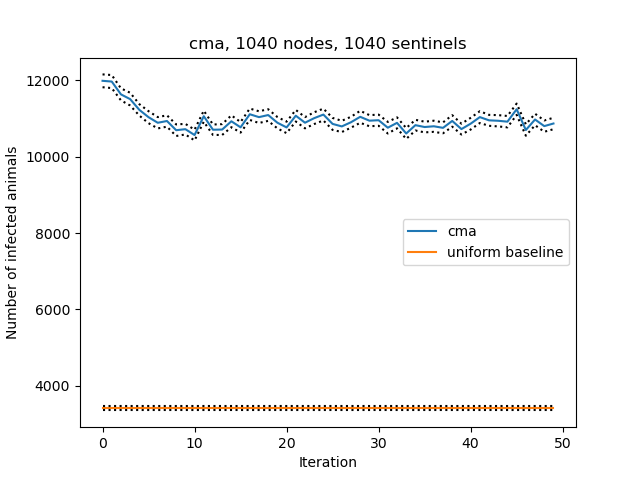 cma, 1040 nodes, 1040 sentinels
Number of infected animals
12000
10000
8000
6000
4000
cma
uniform baseline
0 10 20 30 40 50
Iteration